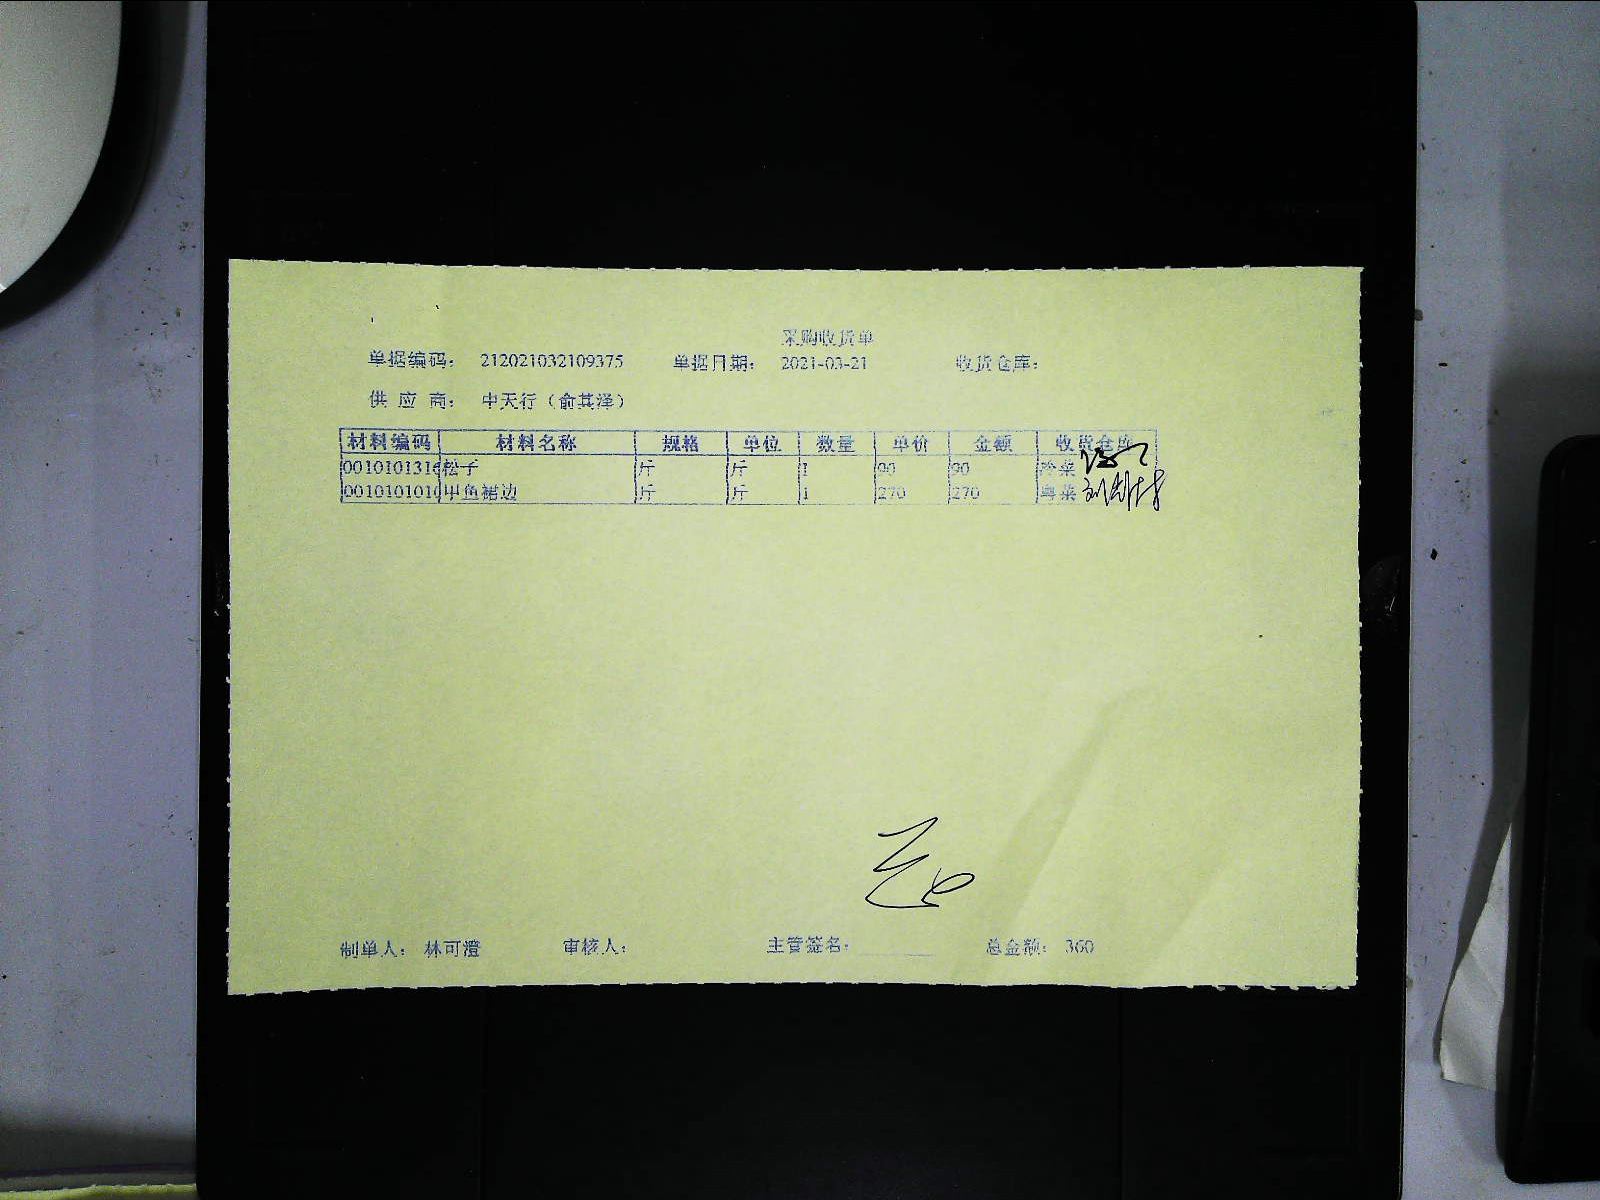 采购收货单
单据编码： 212021032109375 单据日期： 2021-03-21 收货仓库：
供 应 商： 中天行（俞其泽）
材料编码 材料名称 规格 单位 数量 单价 金额 收货仓库
0010101316 松子 斤 斤 1 90 90 冷菜
0010101010 甲鱼裙边 斤 斤 1 270 270 粤菜
制单人： 林可澄 审核人： 主管签名： 总金额： 360